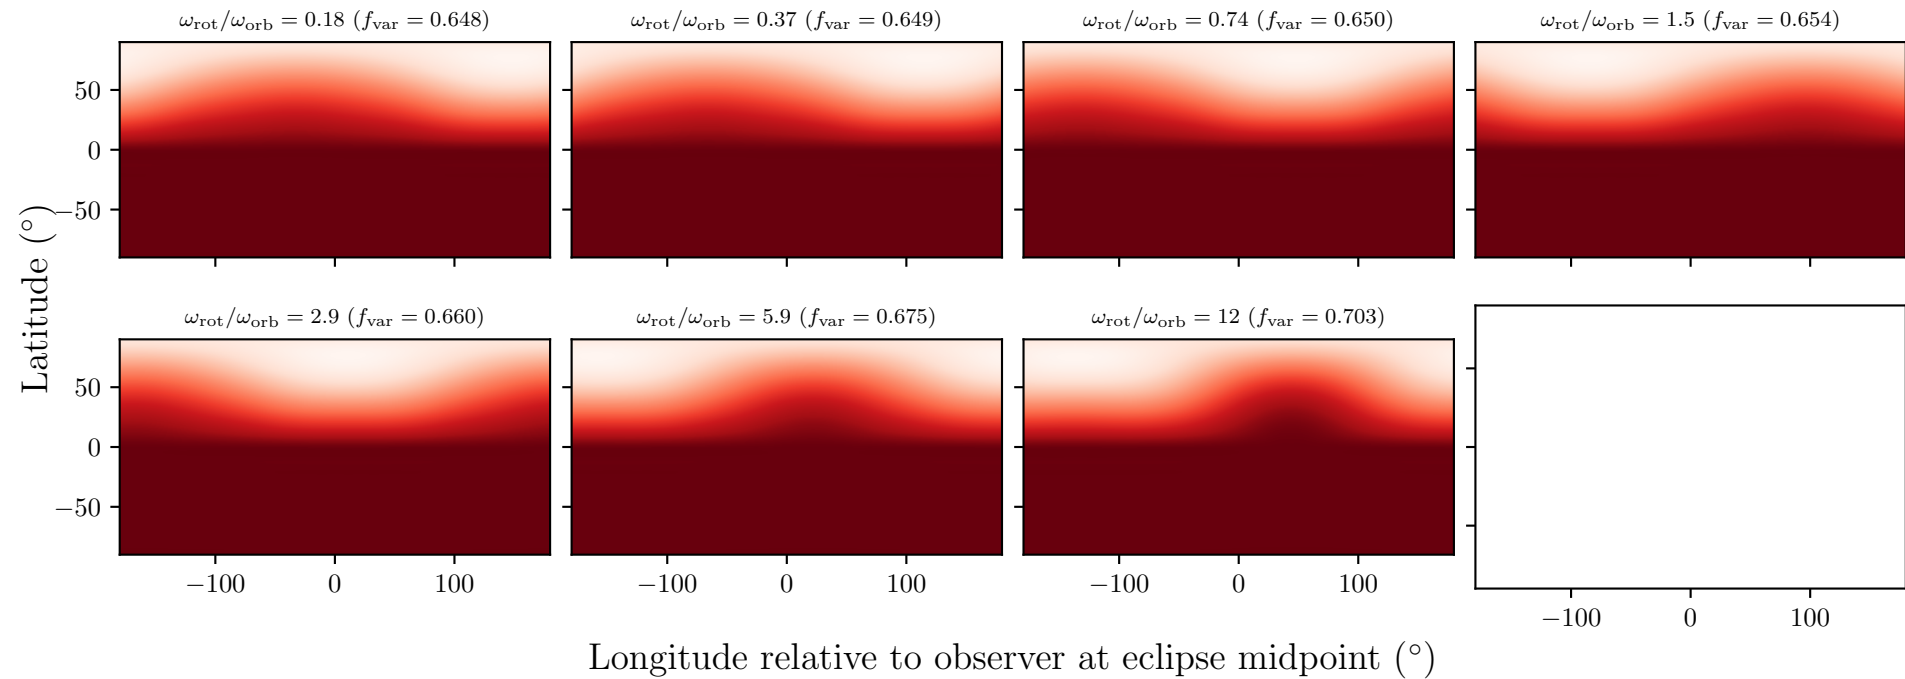 ω_rot/ω_orb = 0.18 (f_var = 0.648)
ω_rot/ω_orb = 0.37 (f_var = 0.649)
ω_rot/ω_orb = 0.74 (f_var = 0.650)
ω_rot/ω_orb = 1.5 (f_var = 0.654)
50
0
−50
−100 0 100
−100 0 100
−100 0 100
−100 0 100
Latitude (°)
ω_rot/ω_orb = 2.9 (f_var = 0.660)
ω_rot/ω_orb = 5.9 (f_var = 0.675)
ω_rot/ω_orb = 12 (f_var = 0.703)
50
0
−50
Longitude relative to observer at eclipse midpoint (°)